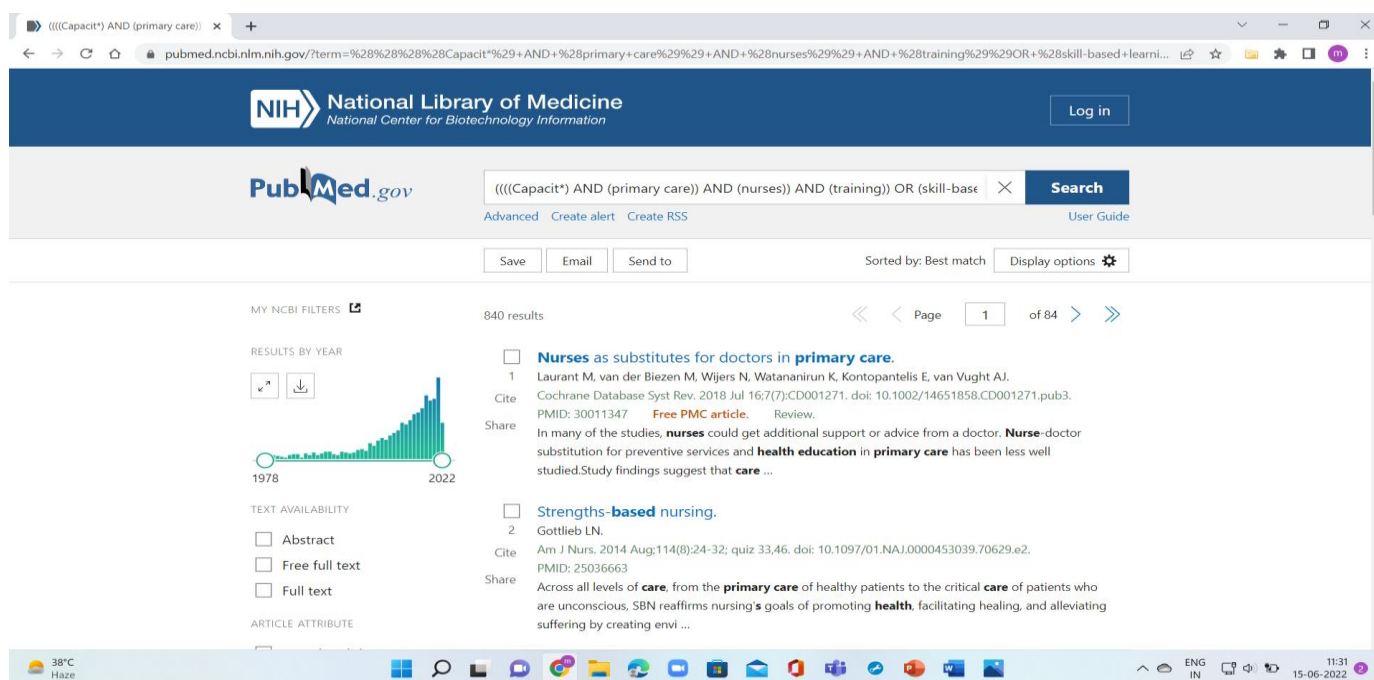 ((((Capacit*) AND (primary care))
pubmed.ncbi.nlm.nih.gov/?term=%28%28%28%28Capacit*%29+AND+%28primary+care%29%29+AND+%28nurses%29%29+AND+%28training%29%29OR+%28skill-based+learni...
m
NIH National Library of Medicine
National Center for Biotechnology Information
Log in
PubMed.gov
((((Capacit*) AND (primary care)) AND (nurses)) AND (training)) OR (skill-base
Search
Advanced Create alert Create RSS User Guide
Save Email Send to Sorted by: Best match Display options
MY NCBI FILTERS
840 results Page 1 of 84
RESULTS BY YEAR
1978 2022
TEXT AVAILABILITY
Abstract
Free full text
Full text
ARTICLE ATTRIBUTE
Nurses as substitutes for doctors in primary care.
1
Cite
Share
Laurant M, van der Biezen M, Wijers N, Watananirun K, Kontopantelis E, van Vught AJ.
Cochrane Database Syst Rev. 2018 Jul 16;7(7):CD001271. doi: 10.1002/14651858.CD001271.pub3.
PMID: 30011347 Free PMC article. Review.
In many of the studies, nurses could get additional support or advice from a doctor. Nurse-doctor
substitution for preventive services and health education in primary care has been less well
studied.Study findings suggest that care ...
Strengths-based nursing.
2
Cite
Share
Gottlieb LN.
Am J Nurs. 2014 Aug;114(8):24-32; quiz 33,46. doi: 10.1097/01.NAJ.0000453039.70629.e2.
PMID: 25036663
Across all levels of care, from the primary care of healthy patients to the critical care of patients who
are unconscious, SBN reaffirms nursing's goals of promoting health, facilitating healing, and alleviating
suffering by creating envi ...
38°C
Haze
ENG
IN
11:31
15-06-2022
2